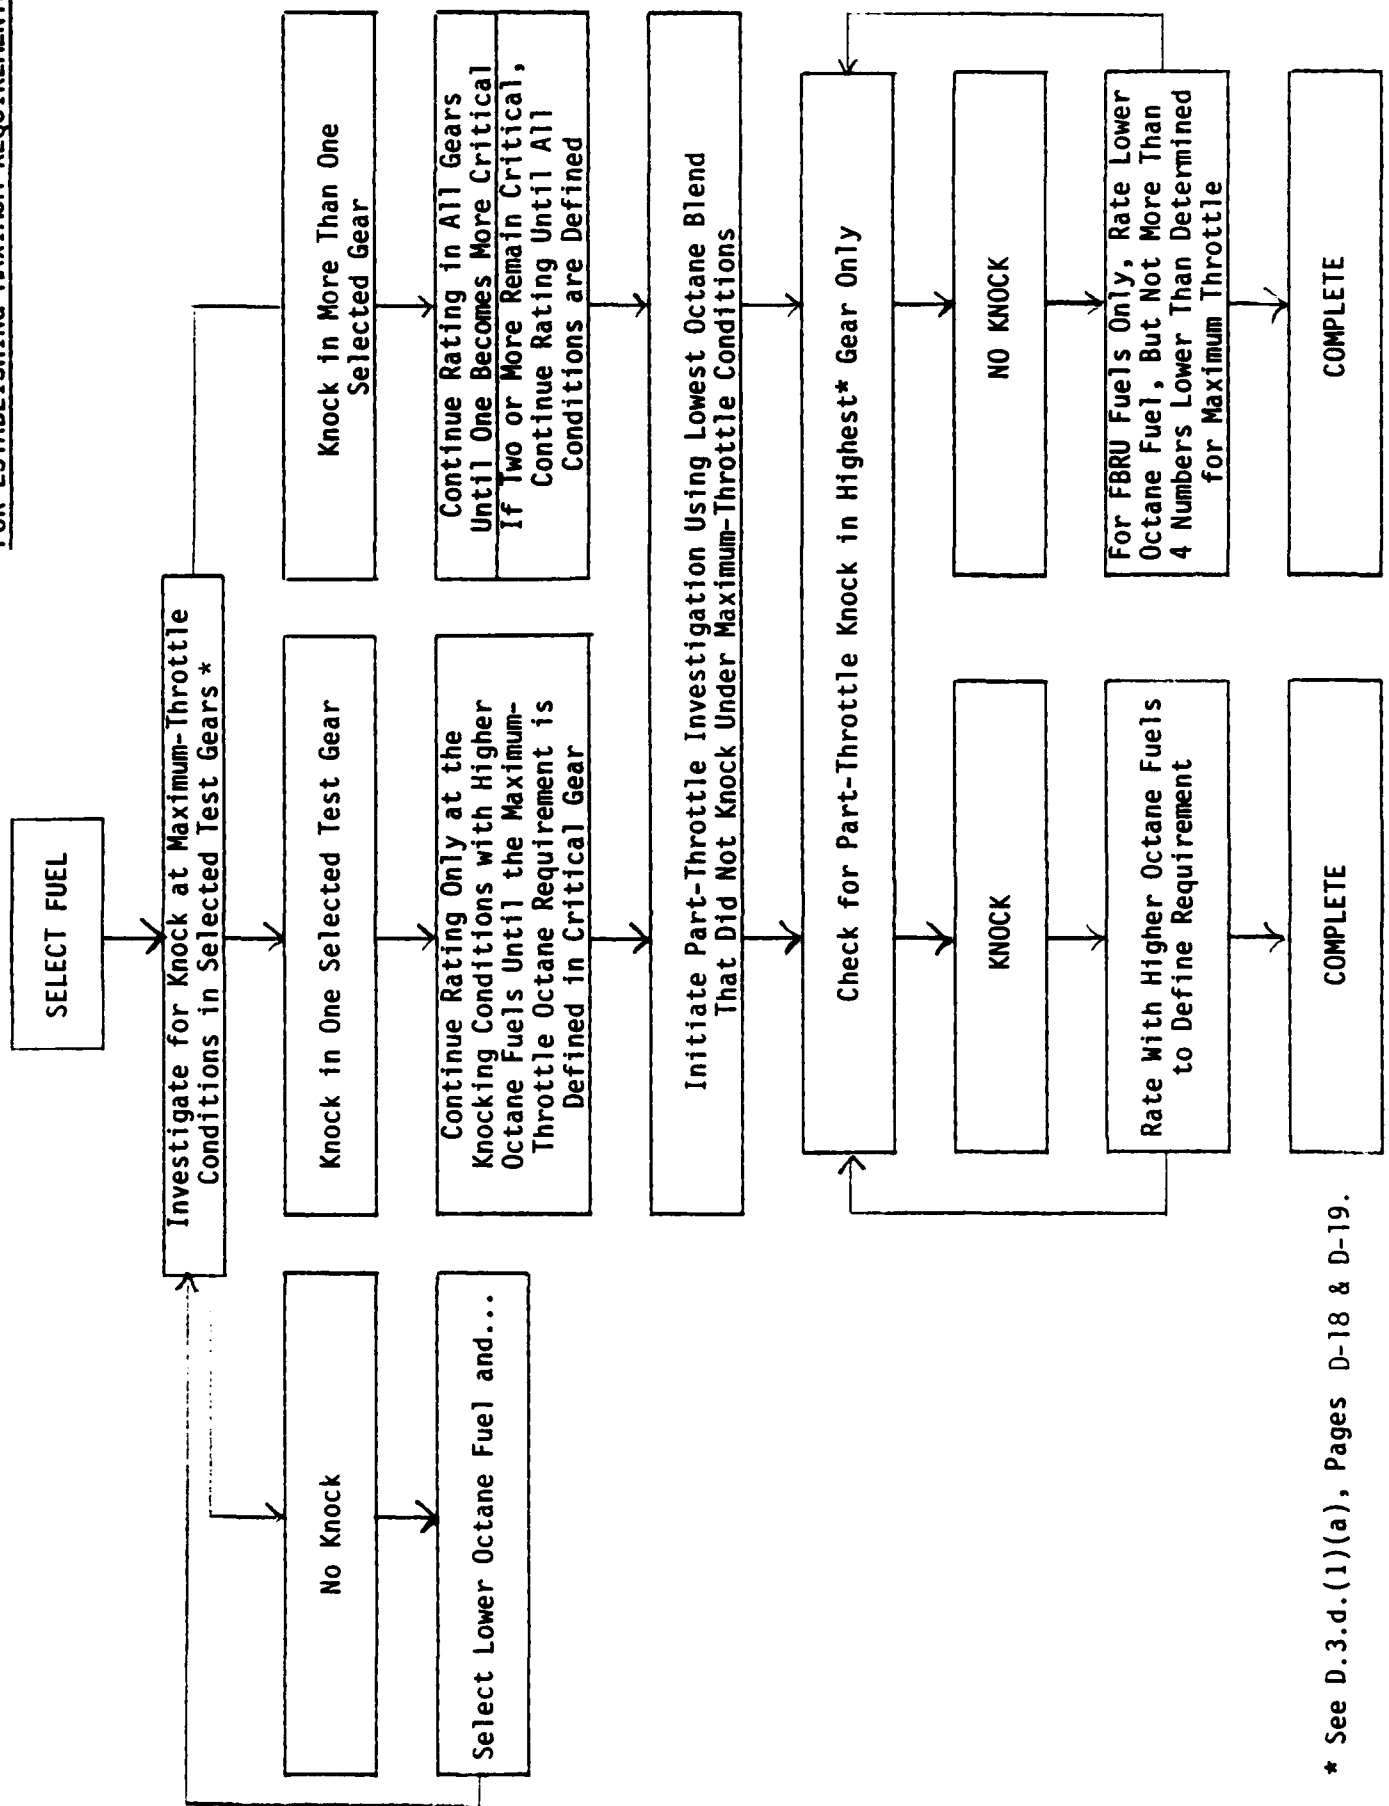 FOR ESTABLISHING MAXIMUM REQUIREMENT
SELECT FUEL
Investigate for Knock at Maximum-Throttle
Conditions in Selected Test Gears *
No Knock
Knock in One Selected Test Gear
Knock in More Than One
Selected Gear
Select Lower Octane Fuel and...
Continue Rating Only at the
Knocking Conditions with Higher
Octane Fuels Until the Maximum-
Throttle Octane Requirement is
Defined in Critical Gear
Continue Rating in All Gears
Until One Becomes More Critical
If Two or More Remain Critical,
Continue Rating Until All
Conditions are Defined
Initiate Part-Throttle Investigation Using Lowest Octane Blend
That Did Not Knock Under Maximum-Throttle Conditions
Check for Part-Throttle Knock in Highest* Gear Only
KNOCK
NO KNOCK
Rate With Higher Octane Fuels
to Define Requirement
For FBRU Fuels Only, Rate Lower
Octane Fuel, But Not More Than
4 Numbers Lower Than Determined
for Maximum Throttle
COMPLETE
COMPLETE
* See D.3.d.(1)(a), Pages D-18 & D-19.